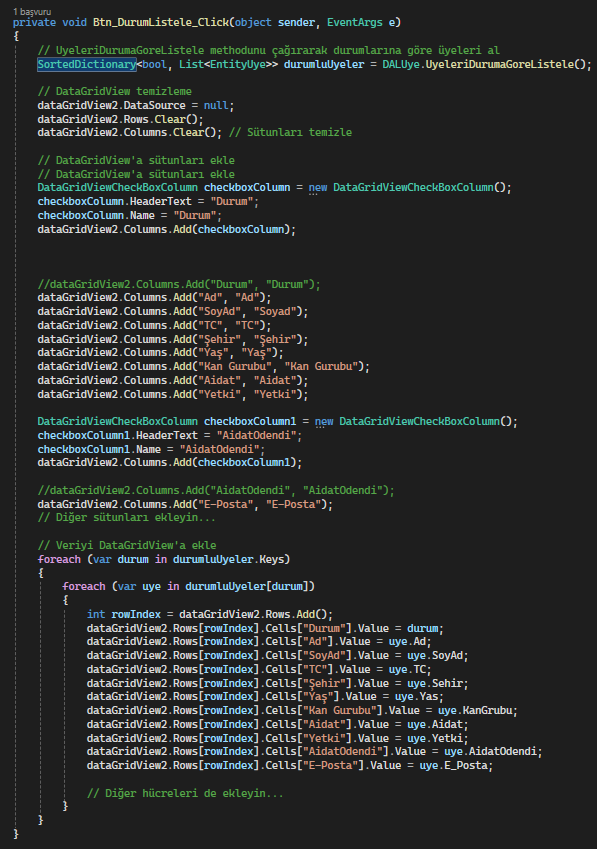 1 başvuru
private void Btn_DurumListele_Click(object sender, EventArgs e)
{
// UyeleriDurumaGoreListele methodunu çağırarak durumlarına göre üyeleri al
SortedDictionary<bool, List<EntityUye>> durumluUyeler = DALUye.UyeleriDurumaGoreListele();
// DataGridView temizleme
dataGridView2.DataSource = null;
dataGridView2.Rows.Clear();
dataGridView2.Columns.Clear(); // Sütunları temizle
// DataGridView'a sütunları ekle
// DataGridView'a sütunları ekle
DataGridViewCheckBoxColumn checkboxColumn = new DataGridViewCheckBoxColumn();
checkboxColumn.HeaderText = "Durum";
checkboxColumn.Name = "Durum";
dataGridView2.Columns.Add(checkboxColumn);
//dataGridView2.Columns.Add("Durum", "Durum");
dataGridView2.Columns.Add("Ad", "Ad");
dataGridView2.Columns.Add("SoyAd", "Soyad");
dataGridView2.Columns.Add("TC", "TC");
dataGridView2.Columns.Add("Şehir", "Şehir");
dataGridView2.Columns.Add("Yaş", "Yaş");
dataGridView2.Columns.Add("Kan Gurubu", "Kan Gurubu");
dataGridView2.Columns.Add("Aidat", "Aidat");
dataGridView2.Columns.Add("Yetki", "Yetki");
DataGridViewCheckBoxColumn checkboxColumn1 = new DataGridViewCheckBoxColumn();
checkboxColumn1.HeaderText = "AidatOdendi";
checkboxColumn1.Name = "AidatOdendi";
dataGridView2.Columns.Add(checkboxColumn1);
//dataGridView2.Columns.Add("AidatOdendi", "AidatOdendi");
dataGridView2.Columns.Add("E-Posta", "E-Posta");
// Diğer sütunları ekleyin...
// Veriyi DataGridView'a ekle
foreach (var durum in durumluUyeler.Keys)
{
foreach (var uye in durumluUyeler[durum])
{
int rowIndex = dataGridView2.Rows.Add();
dataGridView2.Rows[rowIndex].Cells["Durum"].Value = durum;
dataGridView2.Rows[rowIndex].Cells["Ad"].Value = uye.Ad;
dataGridView2.Rows[rowIndex].Cells["SoyAd"].Value = uye.SoyAd;
dataGridView2.Rows[rowIndex].Cells["TC"].Value = uye.TC;
dataGridView2.Rows[rowIndex].Cells["Şehir"].Value = uye.Sehir;
dataGridView2.Rows[rowIndex].Cells["Yaş"].Value = uye.Yas;
dataGridView2.Rows[rowIndex].Cells["Kan Gurubu"].Value = uye.KanGrubu;
dataGridView2.Rows[rowIndex].Cells["Aidat"].Value = uye.Aidat;
dataGridView2.Rows[rowIndex].Cells["Yetki"].Value = uye.Yetki;
dataGridView2.Rows[rowIndex].Cells["AidatOdendi"].Value = uye.AidatOdendi;
dataGridView2.Rows[rowIndex].Cells["E-Posta"].Value = uye.E_Posta;
// Diğer hücreleri de ekleyin...
}
}
}